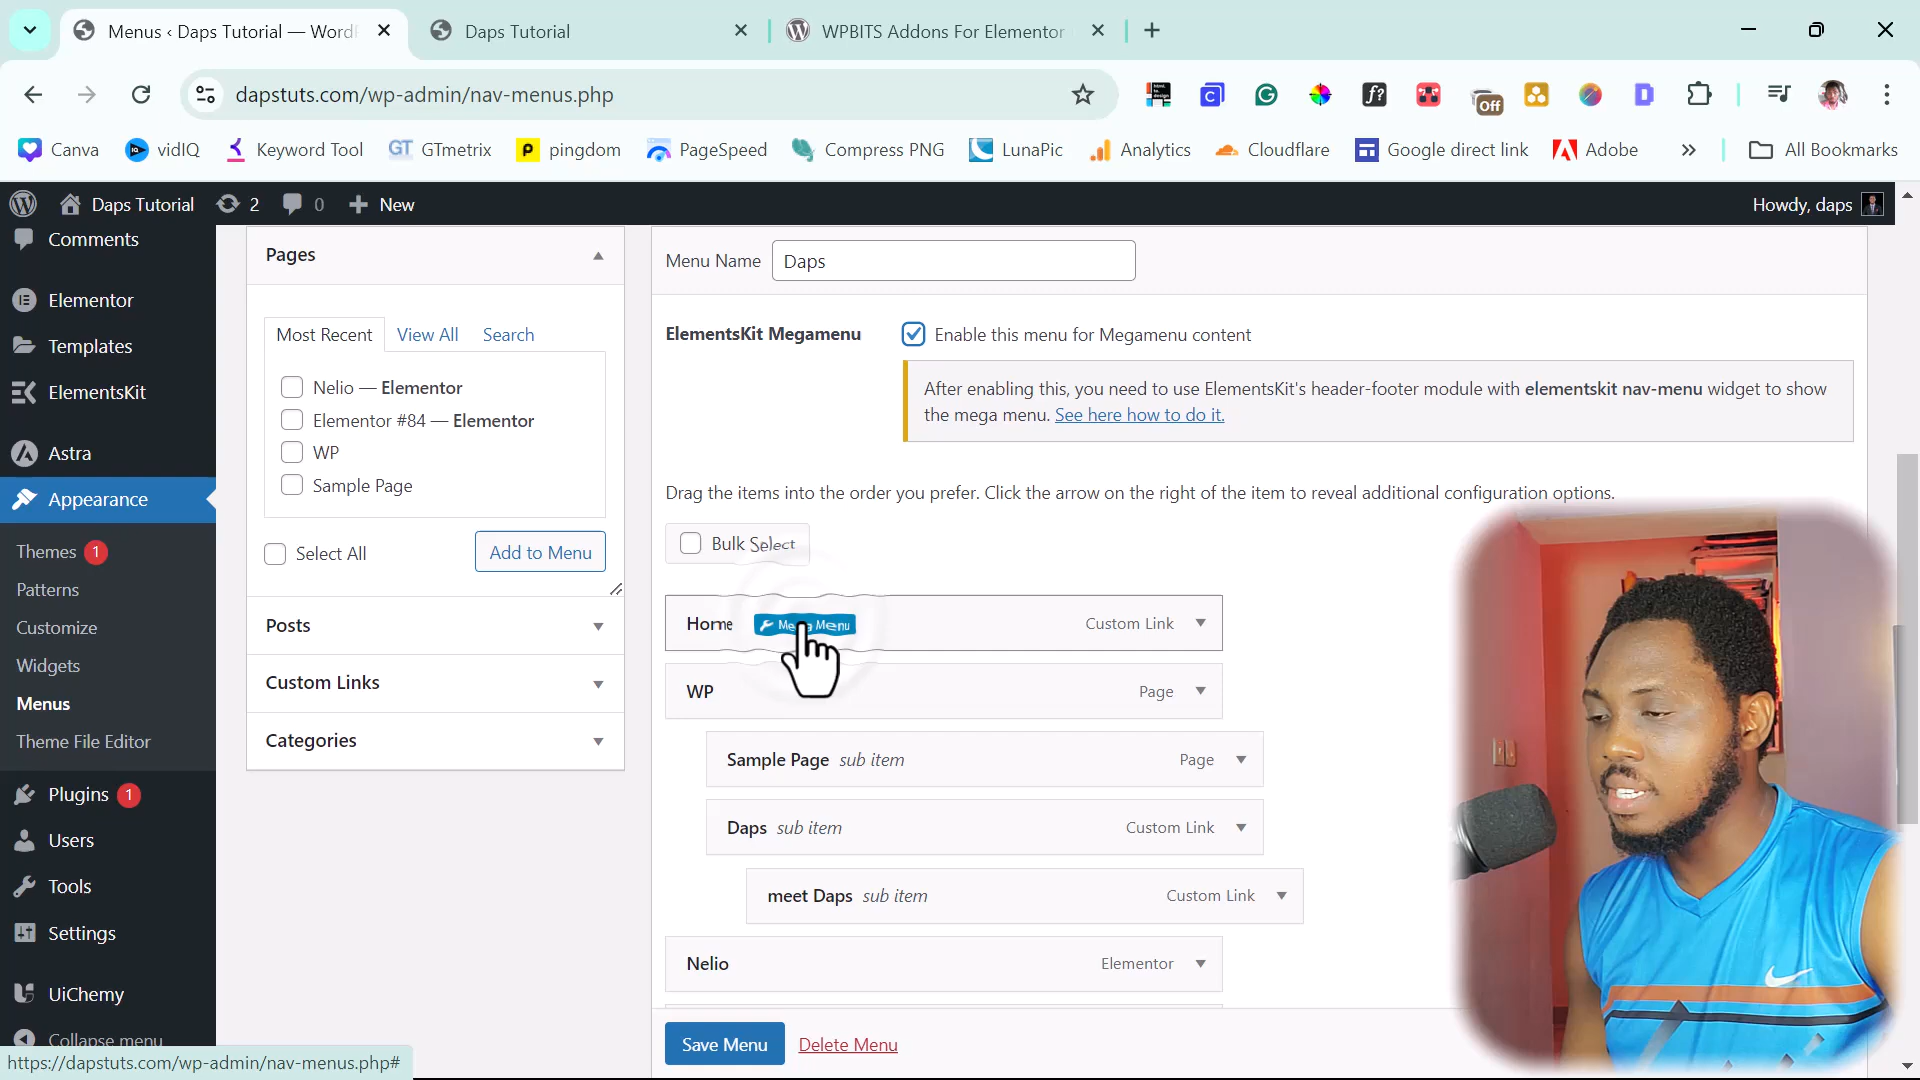 Menus ‹ Daps Tutorial — Word
Daps Tutorial
WPBITS Addons For Elementor
dapstuts.com/wp-admin/nav-menus.php
Off
Canva
vidIQ
Keyword Tool
GT
GTmetrix
pingdom
PageSpeed
Compress PNG
LunaPic
Analytics
Cloudflare
Google direct link
Adobe
All Bookmarks
Daps Tutorial
2
0
New
Howdy, daps
Comments
Elementor
Templates
ElementsKit
Astra
Appearance
Themes 1
Patterns
Customize
Widgets
Menus
Theme File Editor
Plugins 1
Users
Tools
Settings
UiChemy
Collapse menu
https://dapstuts.com/wp-admin/nav-menus.php#
Pages
Most Recent
View All
Search
Nelio — Elementor
Elementor #84 — Elementor
WP
Sample Page
Select All
Add to Menu
Posts
Custom Links
Categories
Menu Name
Daps
ElementsKit Megamenu
Enable this menu for Megamenu content
After enabling this, you need to use ElementsKit's header-footer module with elementskit nav-menu widget to show
the mega menu. See here how to do it.
Drag the items into the order you prefer. Click the arrow on the right of the item to reveal additional configuration options.
Bulk Select
Home
Mega Menu
Custom Link
WP
Page
Sample Page sub item
Page
Daps sub item
Custom Link
meet Daps sub item
Custom Link
Nelio
Elementor
Save Menu
Delete Menu